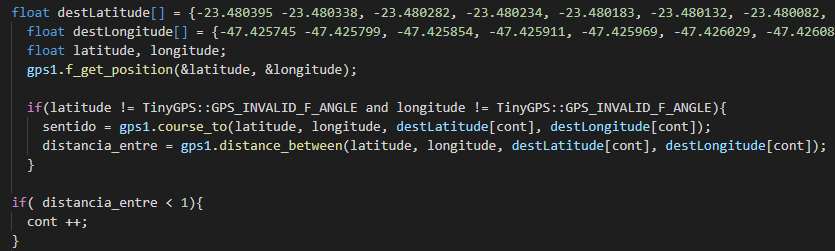 float destLatitude[] = {-23.480395 -23.480338, -23.480282, -23.480234, -23.480183, -23.480132, -23.480082,
float destLongitude[] = {-47.425745 -47.425799, -47.425854, -47.425911, -47.425969, -47.426029, -47.42608
float latitude, longitude;
gps1.f_get_position(&latitude, &longitude);
if(latitude != TinyGPS::GPS_INVALID_F_ANGLE and longitude != TinyGPS::GPS_INVALID_F_ANGLE){
sentido = gps1.course_to(latitude, longitude, destLatitude[cont], destLongitude[cont]);
distancia_entre = gps1.distance_between(latitude, longitude, destLatitude[cont], destLongitude[cont]);
}
if( distancia_entre < 1){
cont ++;
}